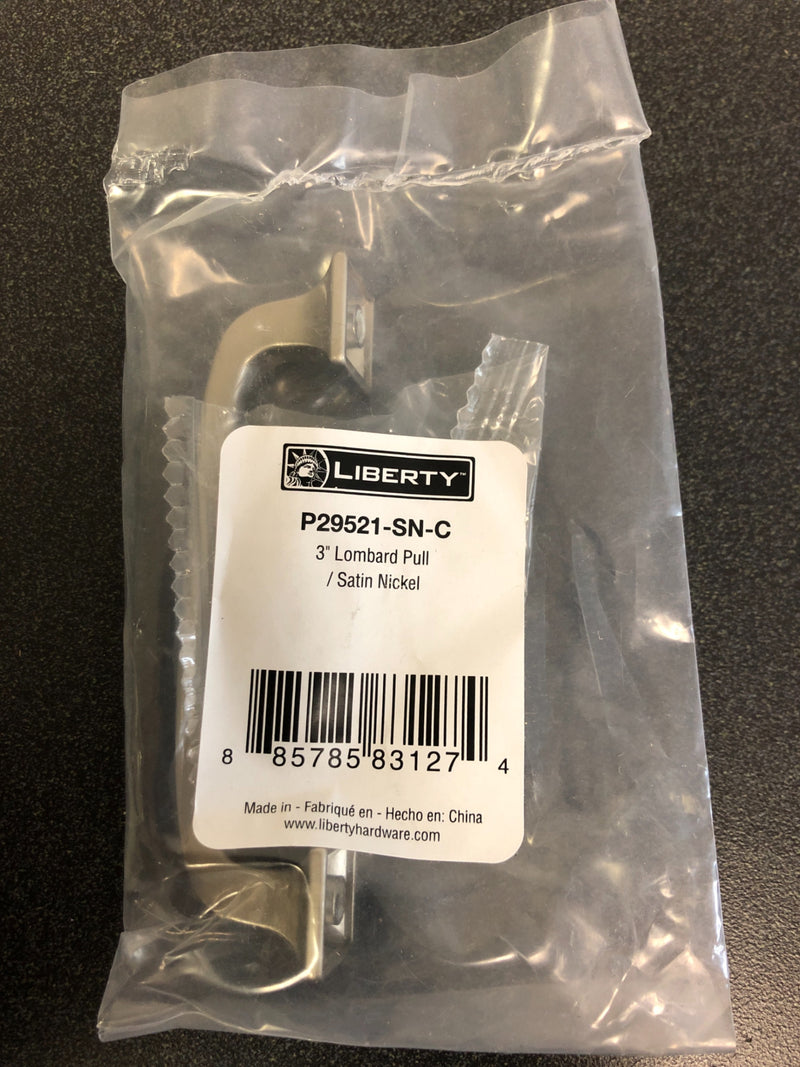 LIBERTY™
P29521-SN-C
3" Lombard Pull
/ Satin Nickel
8 85785 83127 4
Made in - Fabriqué en - Hecho en: China
www.libertyhardware.com